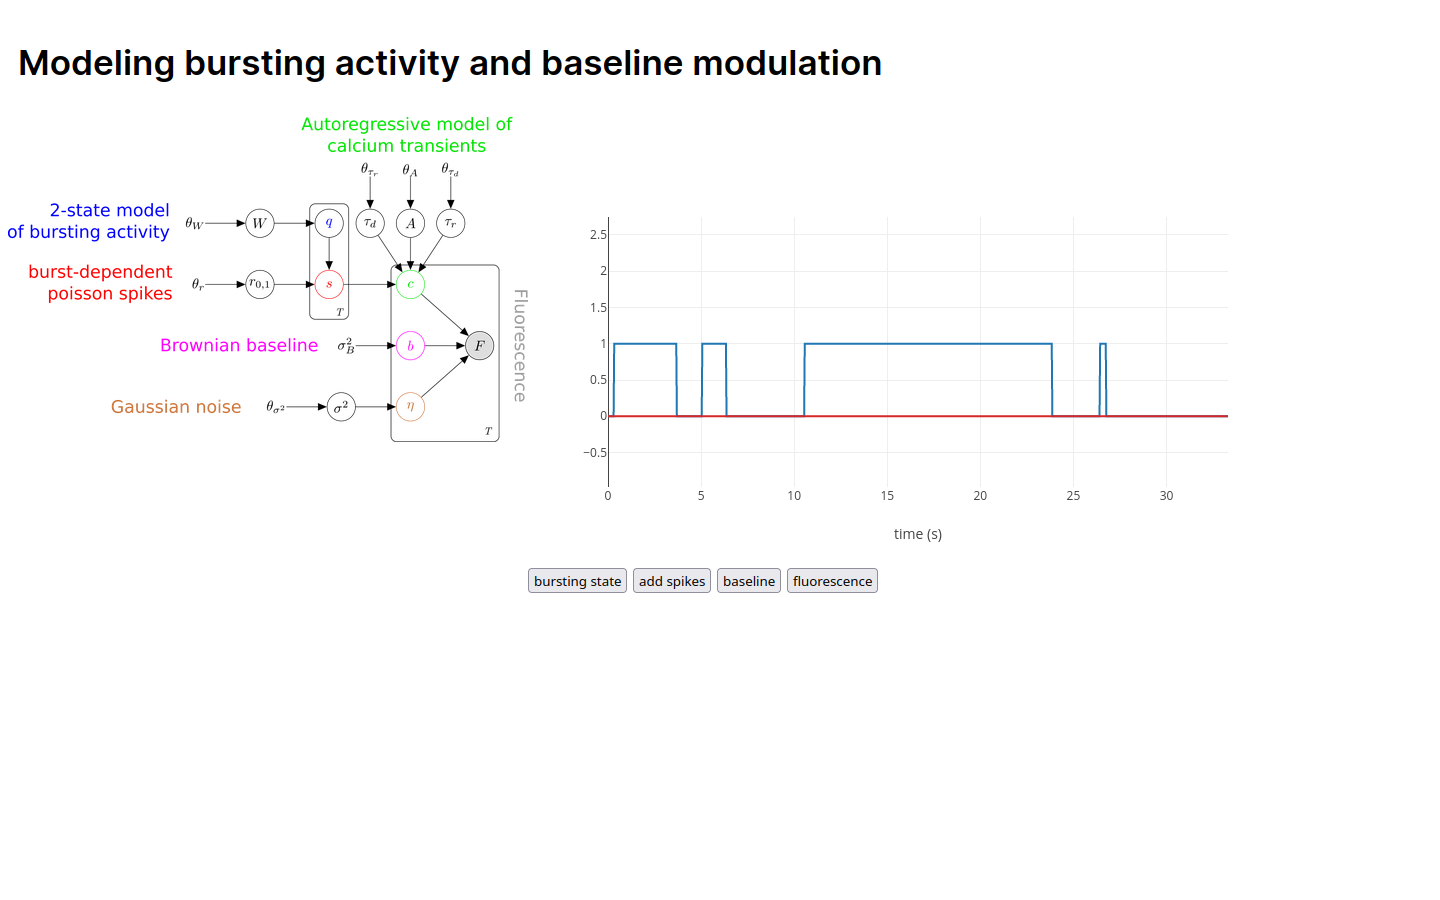 Modeling bursting activity and baseline modulation
Autoregressive model of
calcium transients
θτr θA θτd
2-state model
of bursting activity
θW W q τd A τr
burst-dependent
poisson spikes
θr r0,1 s c
T
Brownian baseline σ²B b F
Fluorescence
Gaussian noise θσ² σ² η
T
2.5
2
1.5
1
0.5
0
−0.5
0 5 10 15 20 25 30
time (s)
bursting state add spikes baseline fluorescence